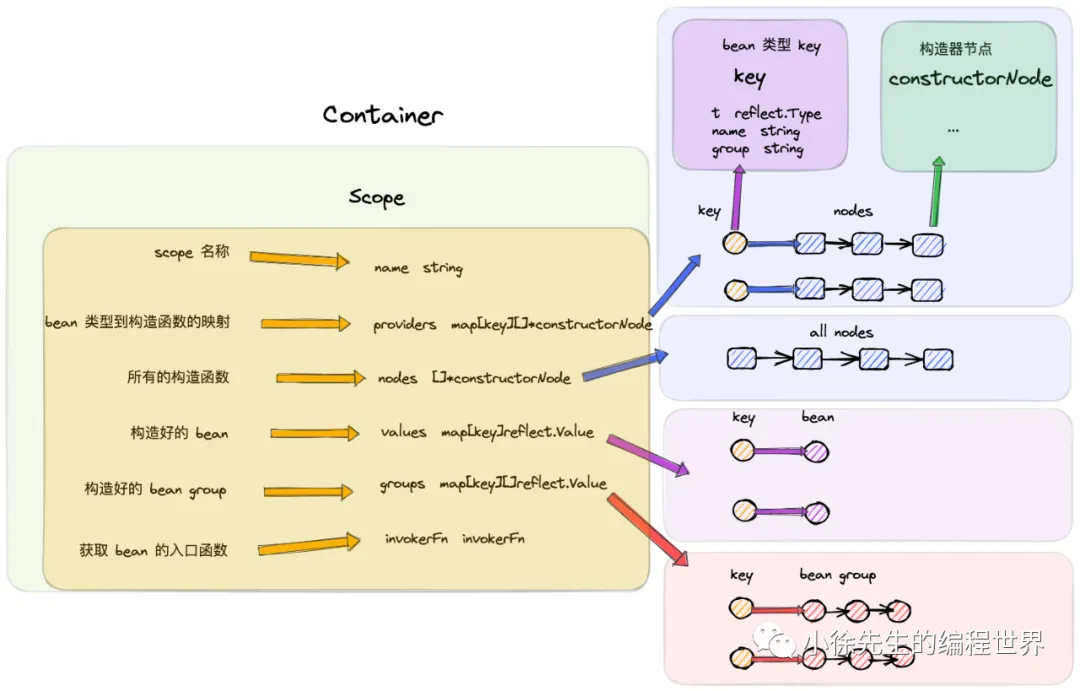 Container
Scope
scope 名称
name string
bean 类型到构造函数的映射
providers map[key][]*constructorNode
所有的构造函数
nodes []*constructorNode
构造好的 bean
values map[key]reflect.Value
构造好的 bean group
groups map[key][]reflect.Value
获取 bean 的入口函数
invokerFn invokerFn
bean 类型 key
key
t reflect.Type
name string
group string
构造器节点
constructorNode
...
key
nodes
all nodes
key
bean
key
bean group
小徐先生的编程世界